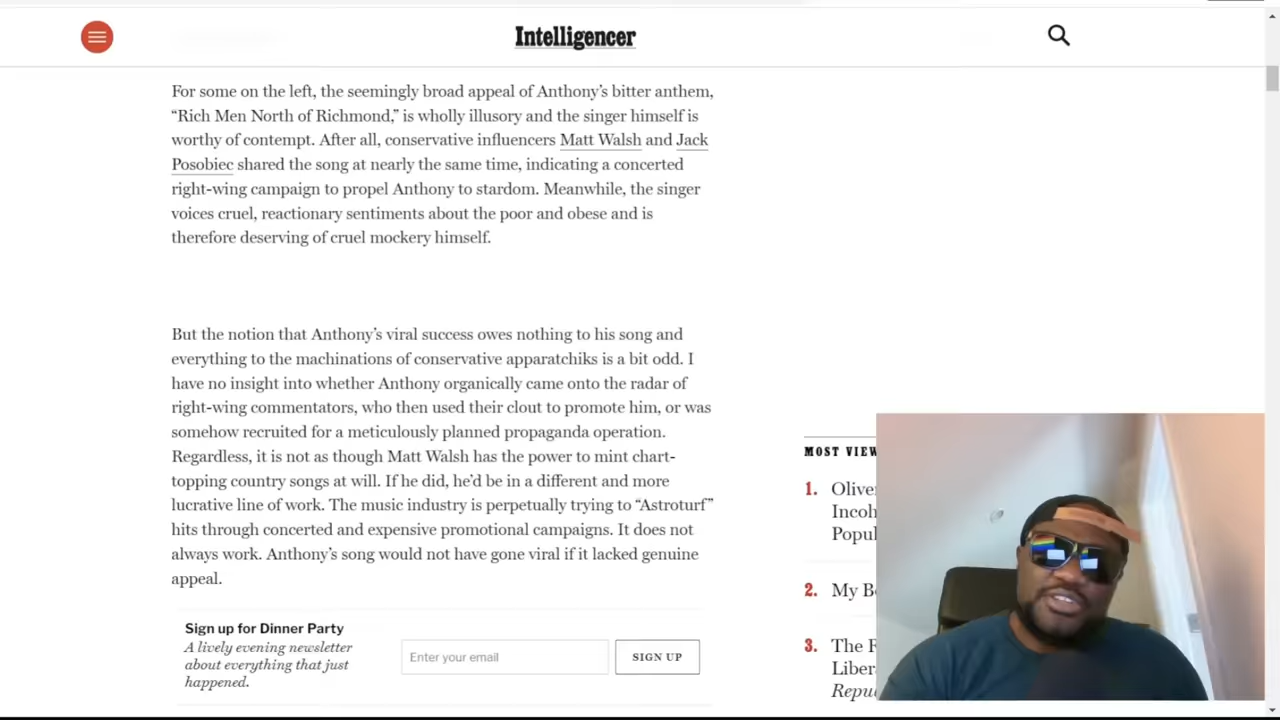 Intelligencer
For some on the left, the seemingly broad appeal of Anthony's bitter anthem,
“Rich Men North of Richmond,” is wholly illusory and the singer himself is
worthy of contempt. After all, conservative influencers Matt Walsh and Jack
Posobiec shared the song at nearly the same time, indicating a concerted
right-wing campaign to propel Anthony to stardom. Meanwhile, the singer
voices cruel, reactionary sentiments about the poor and obese and is
therefore deserving of cruel mockery himself.
But the notion that Anthony's viral success owes nothing to his song and
everything to the machinations of conservative apparatchiks is a bit odd. I
have no insight into whether Anthony organically came onto the radar of
right-wing commentators, who then used their clout to promote him, or was
somehow recruited for a meticulously planned propaganda operation.
Regardless, it is not as though Matt Walsh has the power to mint chart-
topping country songs at will. If he did, he'd be in a different and more
lucrative line of work. The music industry is perpetually trying to “Astroturf”
hits through concerted and expensive promotional campaigns. It does not
always work. Anthony's song would not have gone viral if it lacked genuine
appeal.
Sign up for Dinner Party
A lively evening newsletter
about everything that just
happened.
Enter your email
SIGN UP
MOST VIEW
1. Olive
Incoh
Popul
2. My B
3. The R
Libera
Repu